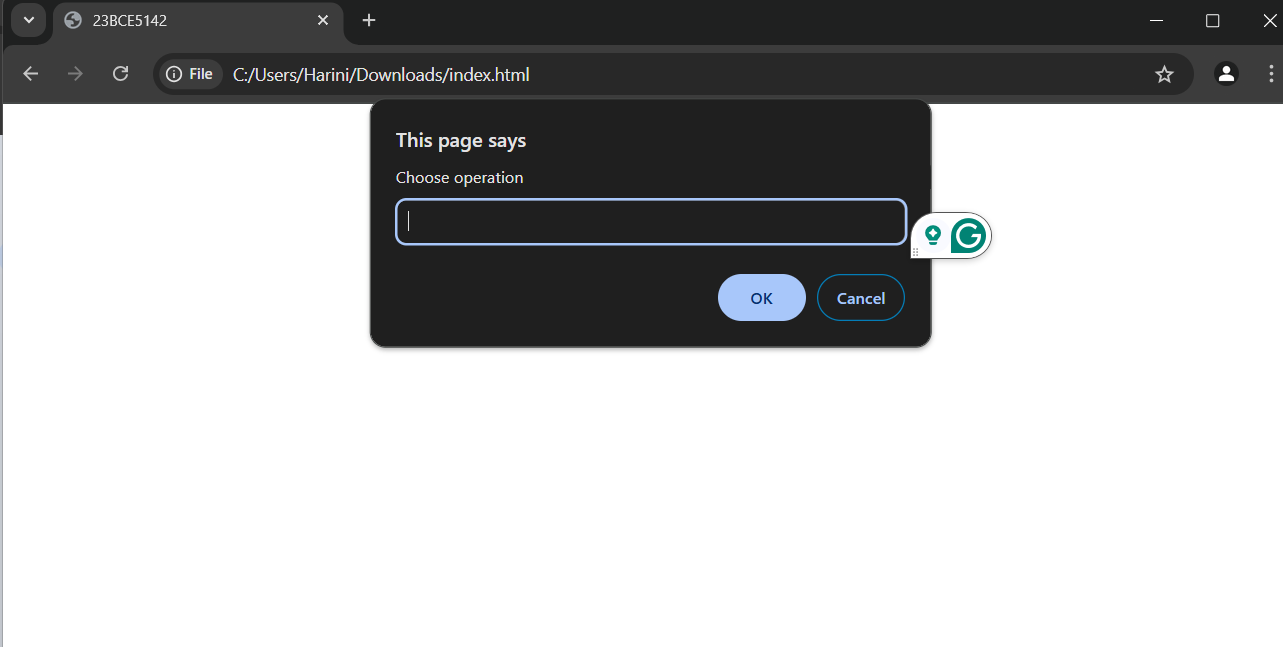 23BCE5142
File C:/Users/Harini/Downloads/index.html
This page says
Choose operation
OK Cancel